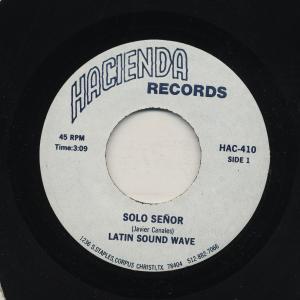 HACIENDA
RECORDS
45 RPM
Time: 3:09
HAC-410
SIDE 1
SOLO SEÑOR
(Javier Canales)
LATIN SOUND WAVE
1236 S. STAPLES, CORPUS CHRISTI, TX 78404 512-882-7066